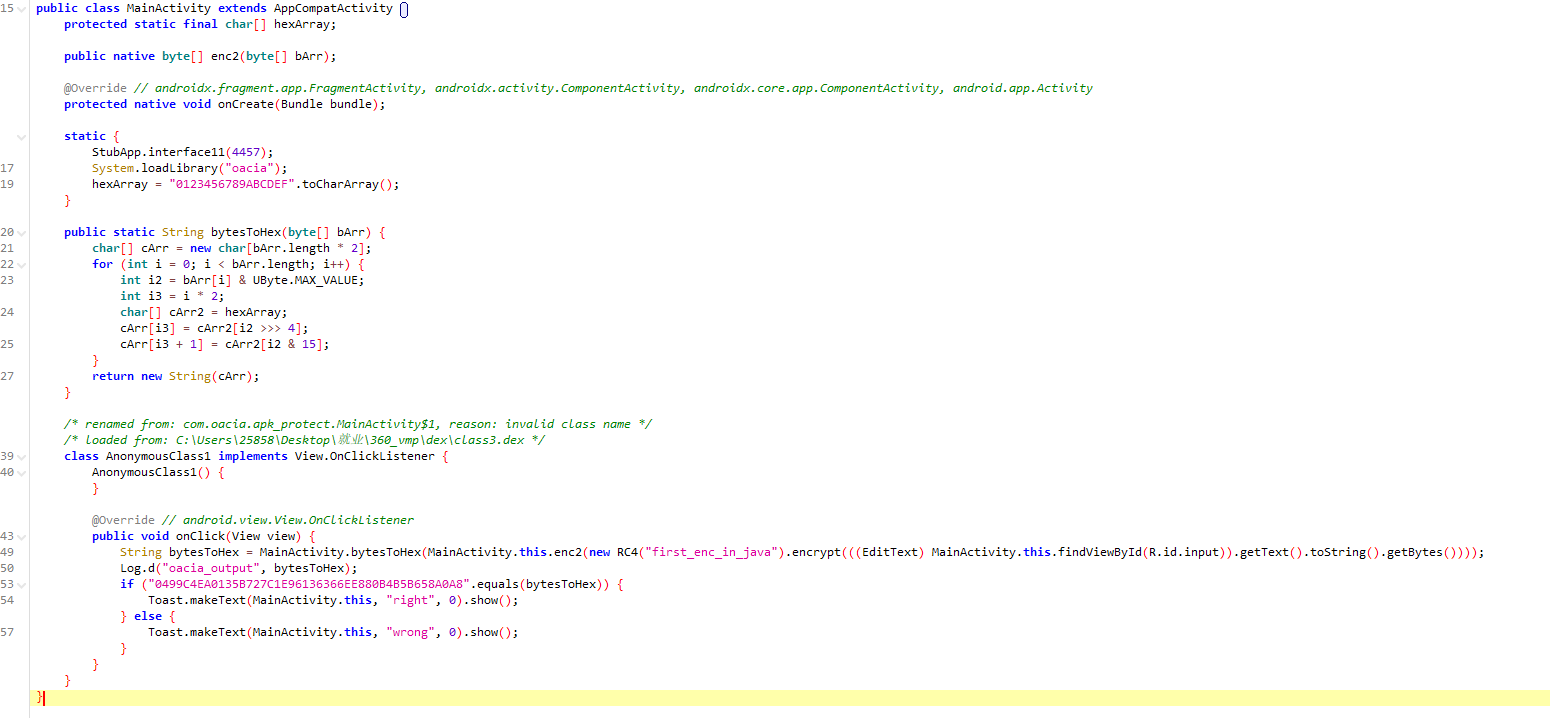 15 public class MainActivity extends AppCompatActivity {}
protected static final char[] hexArray;
public native byte[] enc2(byte[] bArr);
@Override // androidx.fragment.app.FragmentActivity, androidx.activity.ComponentActivity, androidx.core.app.ComponentActivity, android.app.Activity
protected native void onCreate(Bundle bundle);
static {
StubApp.interface11(4457);
17 System.loadLibrary("oacia");
19 hexArray = "0123456789ABCDEF".toCharArray();
}
20 public static String bytesToHex(byte[] bArr) {
21 char[] cArr = new char[bArr.length * 2];
22 for (int i = 0; i < bArr.length; i++) {
23 int i2 = bArr[i] & UByte.MAX_VALUE;
int i3 = i * 2;
24 char[] cArr2 = hexArray;
cArr[i3] = cArr2[i2 >>> 4];
25 cArr[i3 + 1] = cArr2[i2 & 15];
}
27 return new String(cArr);
}
/* renamed from: com.oacia.apk_protect.MainActivity$1, reason: invalid class name */
/* loaded from: C:\Users\25858\Desktop\就业\360_vmp\dex\class3.dex */
39 class AnonymousClass1 implements View.OnClickListener {
40 AnonymousClass1() {
}
@Override // android.view.View.OnClickListener
43 public void onClick(View view) {
49 String bytesToHex = MainActivity.bytesToHex(MainActivity.this.enc2(new RC4("first_enc_in_java").encrypt(((EditText) MainActivity.this.findViewById(R.id.input)).getText().toString().getBytes())));
50 Log.d("oacia_output", bytesToHex);
53 if ("0499C4EA0135B727C1E96136366EE880B4B5B658A0A8".equals(bytesToHex)) {
54 Toast.makeText(MainActivity.this, "right", 0).show();
} else {
57 Toast.makeText(MainActivity.this, "wrong", 0).show();
}
}
}
}